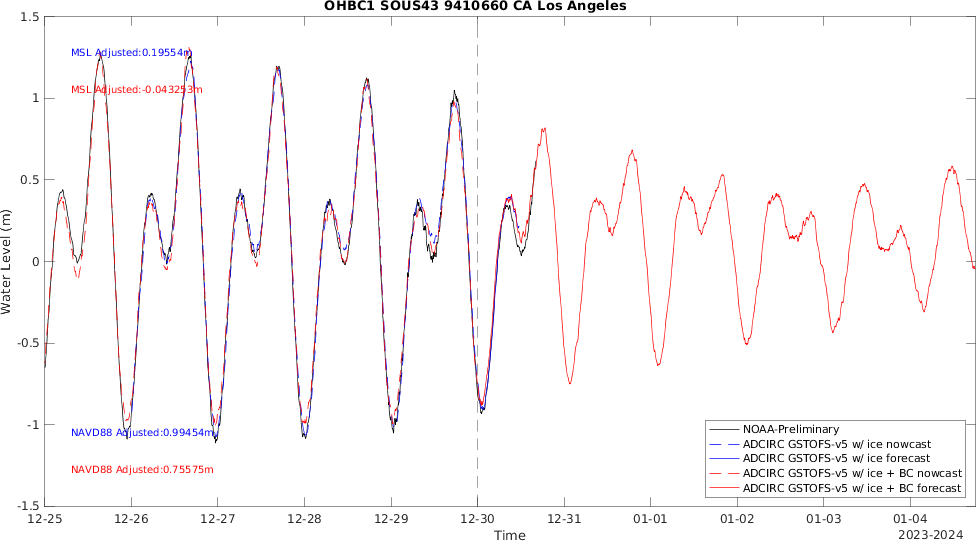 OHBC1 SOUS43 9410660 CA Los Angeles
1.5
MSL Adjusted:0.19554m
MSL Adjusted:-0.043253m
1
0.5
Water Level (m)
0
-0.5
-1
NAVD88 Adjusted:0.99454m
NAVD88 Adjusted:0.75575m
NOAA-Preliminary
ADCIRC GSTOFS-v5 w/ ice nowcast
ADCIRC GSTOFS-v5 w/ ice forecast
ADCIRC GSTOFS-v5 w/ ice + BC nowcast
ADCIRC GSTOFS-v5 w/ ice + BC forecast
-1.5
12-25 12-26 12-27 12-28 12-29 12-30 12-31 01-01 01-02 01-03 01-04
Time
2023-2024